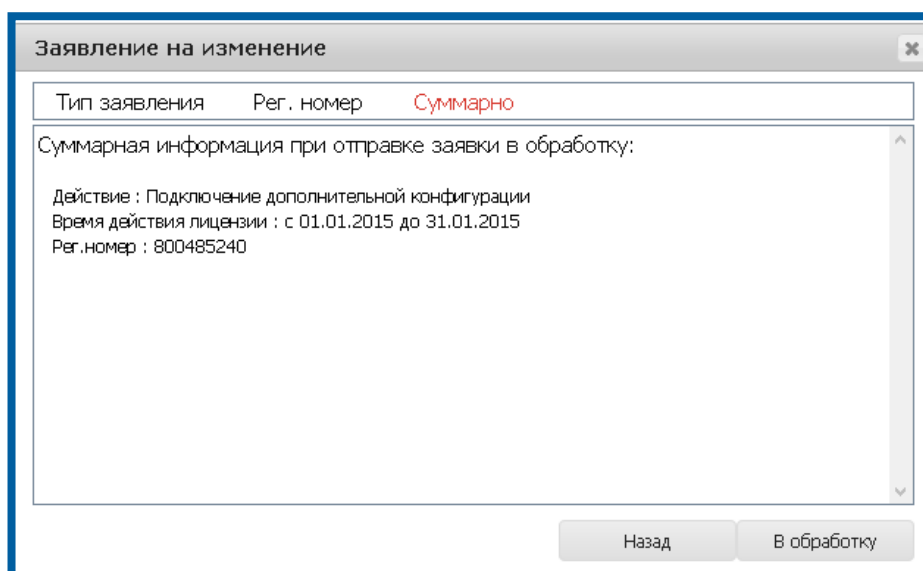 Заявление на изменение
Тип заявления Рег. номер Суммарно
Суммарная информация при отправке заявки в обработку:
Действие : Подключение дополнительной конфигурации
Время действия лицензии : с 01.01.2015 до 31.01.2015
Рег.номер : 800485240
Назад В обработку